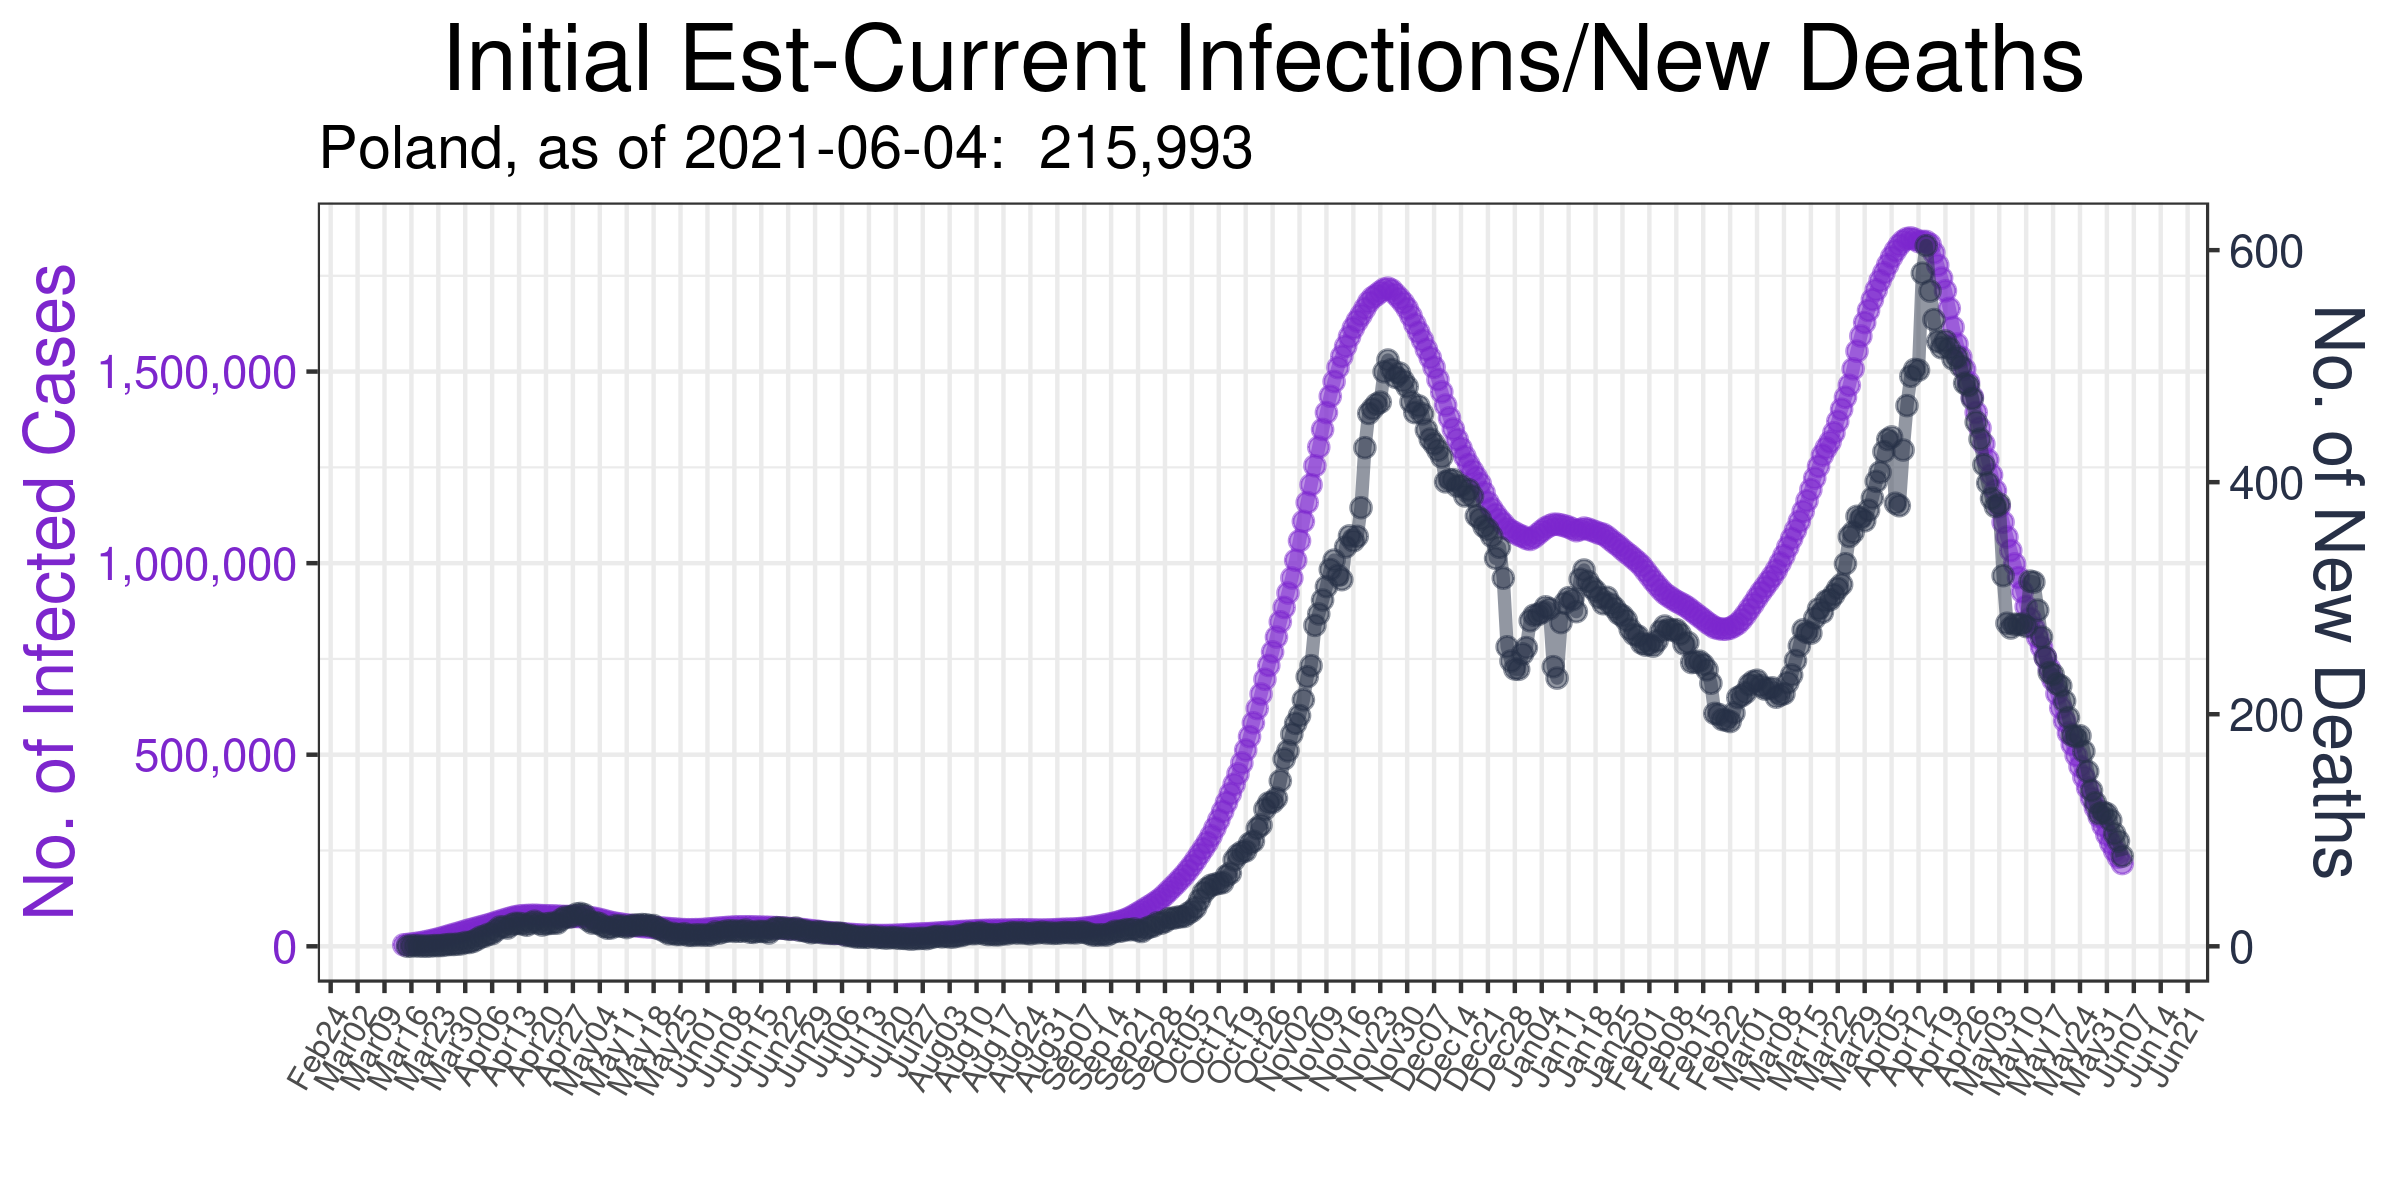 Initial Est-Current Infections/New Deaths
Poland, as of 2021-06-04:  215,993
No. of Infected Cases
1,500,000
1,000,000
500,000
0
600
400
200
0
No. of New Deaths
Feb24
Mar02
Mar09
Mar16
Mar23
Mar30
Apr06
Apr13
Apr20
Apr27
May04
May11
May18
May25
Jun01
Jun08
Jun15
Jun22
Jun29
Jul06
Jul13
Jul20
Jul27
Aug03
Aug10
Aug17
Aug24
Aug31
Sep07
Sep14
Sep21
Sep28
Oct05
Oct12
Oct19
Oct26
Nov02
Nov09
Nov16
Nov23
Nov30
Dec07
Dec14
Dec21
Dec28
Jan04
Jan11
Jan18
Jan25
Feb01
Feb08
Feb15
Feb22
Mar01
Mar08
Mar15
Mar22
Mar29
Apr05
Apr12
Apr19
Apr26
May03
May10
May17
May24
May31
Jun07
Jun14
Jun21